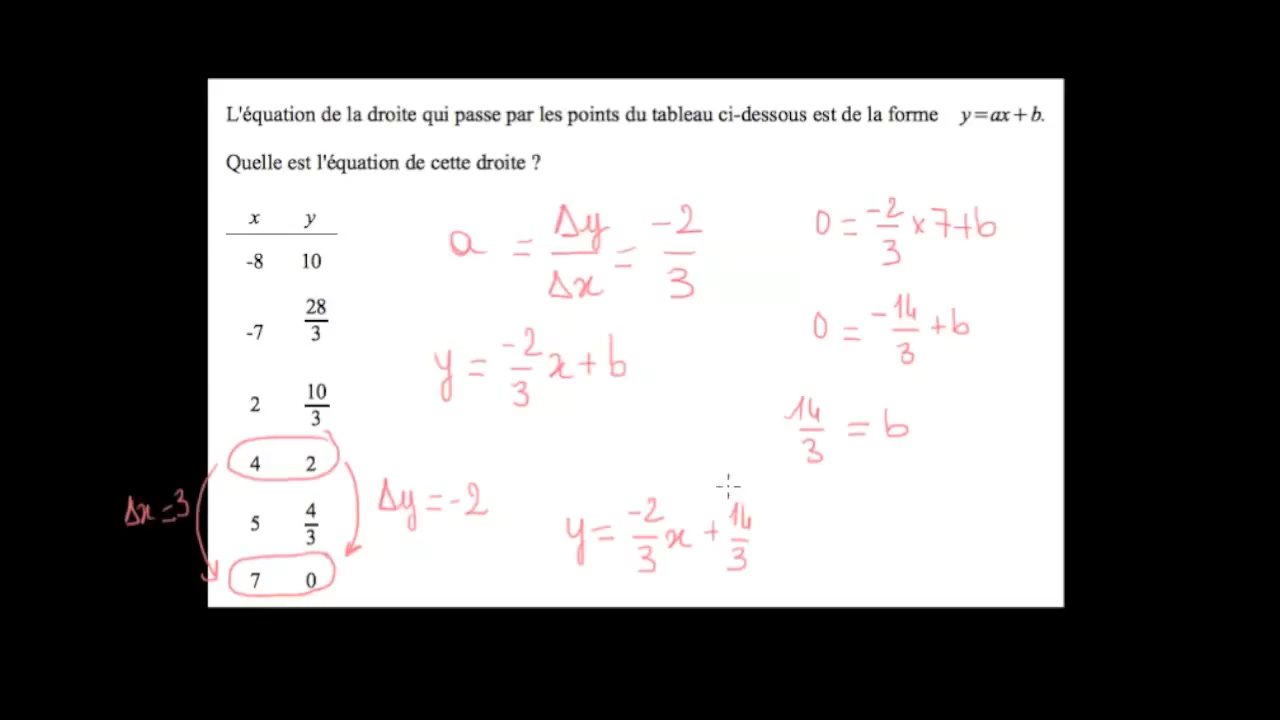 L'équation de la droite qui passe par les points du tableau ci-dessous est de la forme y=ax+b.
Quelle est l'équation de cette droite ?
x y
-8 10
-7 28/3
2 10/3
4 2
5 4/3
7 0
Δx=3
Δy=-2
a = Δy/Δx = -2/3
y = -2/3 x + b
0 = -2/3 × 7 + b
0 = -14/3 + b
14/3 = b
y = -2/3 x + 14/3